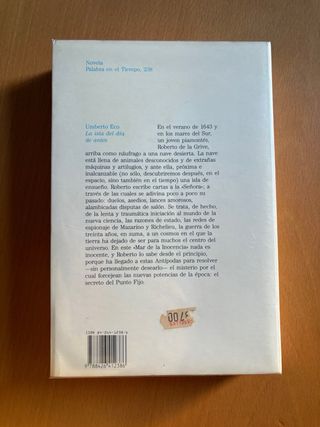 Novela
Palabra en el Tiempo, 238
Umberto Eco
La isla del día
de antes
En el verano de 1643 y
en los mares del Sur,
un joven piamontés,
Roberto de la Grive,
arriba como náufrago a una nave desierta. La nave
está llena de animales desconocidos y de extrañas
máquinas y artilugios, y ante ella, próxima e
inalcanzable (no sólo, descubriremos después, en el
espacio, sino también en el tiempo) una isla de
ensueño. Roberto escribe cartas a la «Señora», a
través de las cuales se adivina poco a poco su
pasado: duelos, asedios, lances amorosos,
alambicadas disputas de salón. Se trata, de hecho,
de la lenta y traumática iniciación al mundo de la
nueva ciencia, las razones de estado, las redes de
espionaje de Mazarino y Richelieu, la guerra de los
treinta años, en suma, a un cosmos en el que la
tierra ha dejado de ser para muchos el centro del
universo. En este «Mar de la Inocencia» nada es
inocente, y Roberto lo sabe desde el principio,
porque ha llegado a estas Antípodas para resolver
—sin personalmente desearlo— el misterio por el
cual forcejean las nuevas potencias de la época: el
secreto del Punto Fijo.
ISBN 84-264-1238-6
9788426412386